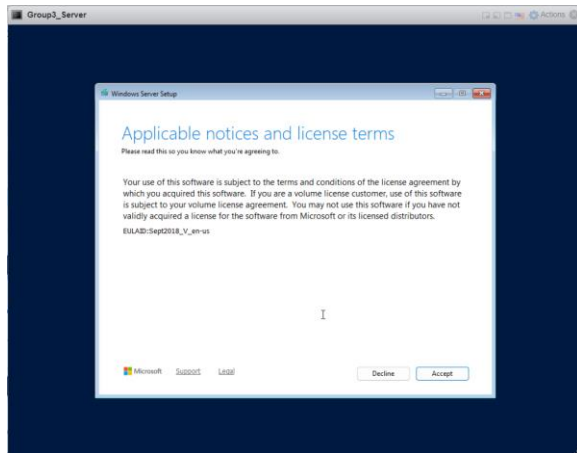 Group3_Server
Actions
Windows Server Setup
Applicable notices and license terms
Please read this so you know what you're agreeing to.
Your use of this software is subject to the terms and conditions of the license agreement by
which you acquired this software. If you are a volume license customer, use of this software
is subject to your volume license agreement. You may not use this software if you have not
validly acquired a license for the software from Microsoft or its licensed distributors.
EULAID:Sept2018_V_en-us
Microsoft Support Legal Decline Accept